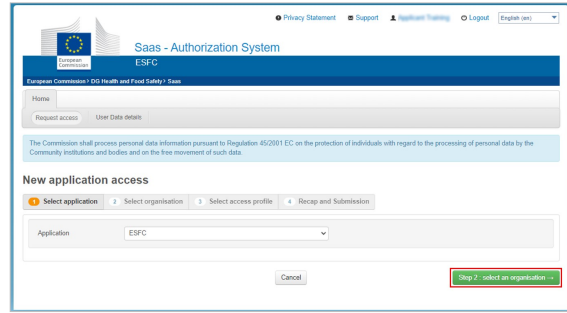 Privacy Statement Support Logout English (en)
Saas - Authorization System
European
Commission
ESFC
European Commission > DG Health and Food Safety > Saas
Home
Request access User Data details
The Commission shall process personal data information pursuant to Regulation 45/2001 EC on the protection of individuals with regard to the processing of personal data by the
Community institutions and bodies and on the free movement of such data.
New application access
1 Select application 2 Select organisation 3 Select access profile 4 Recap and Submission
Application ESFC
Cancel Step 2 : select an organisation →